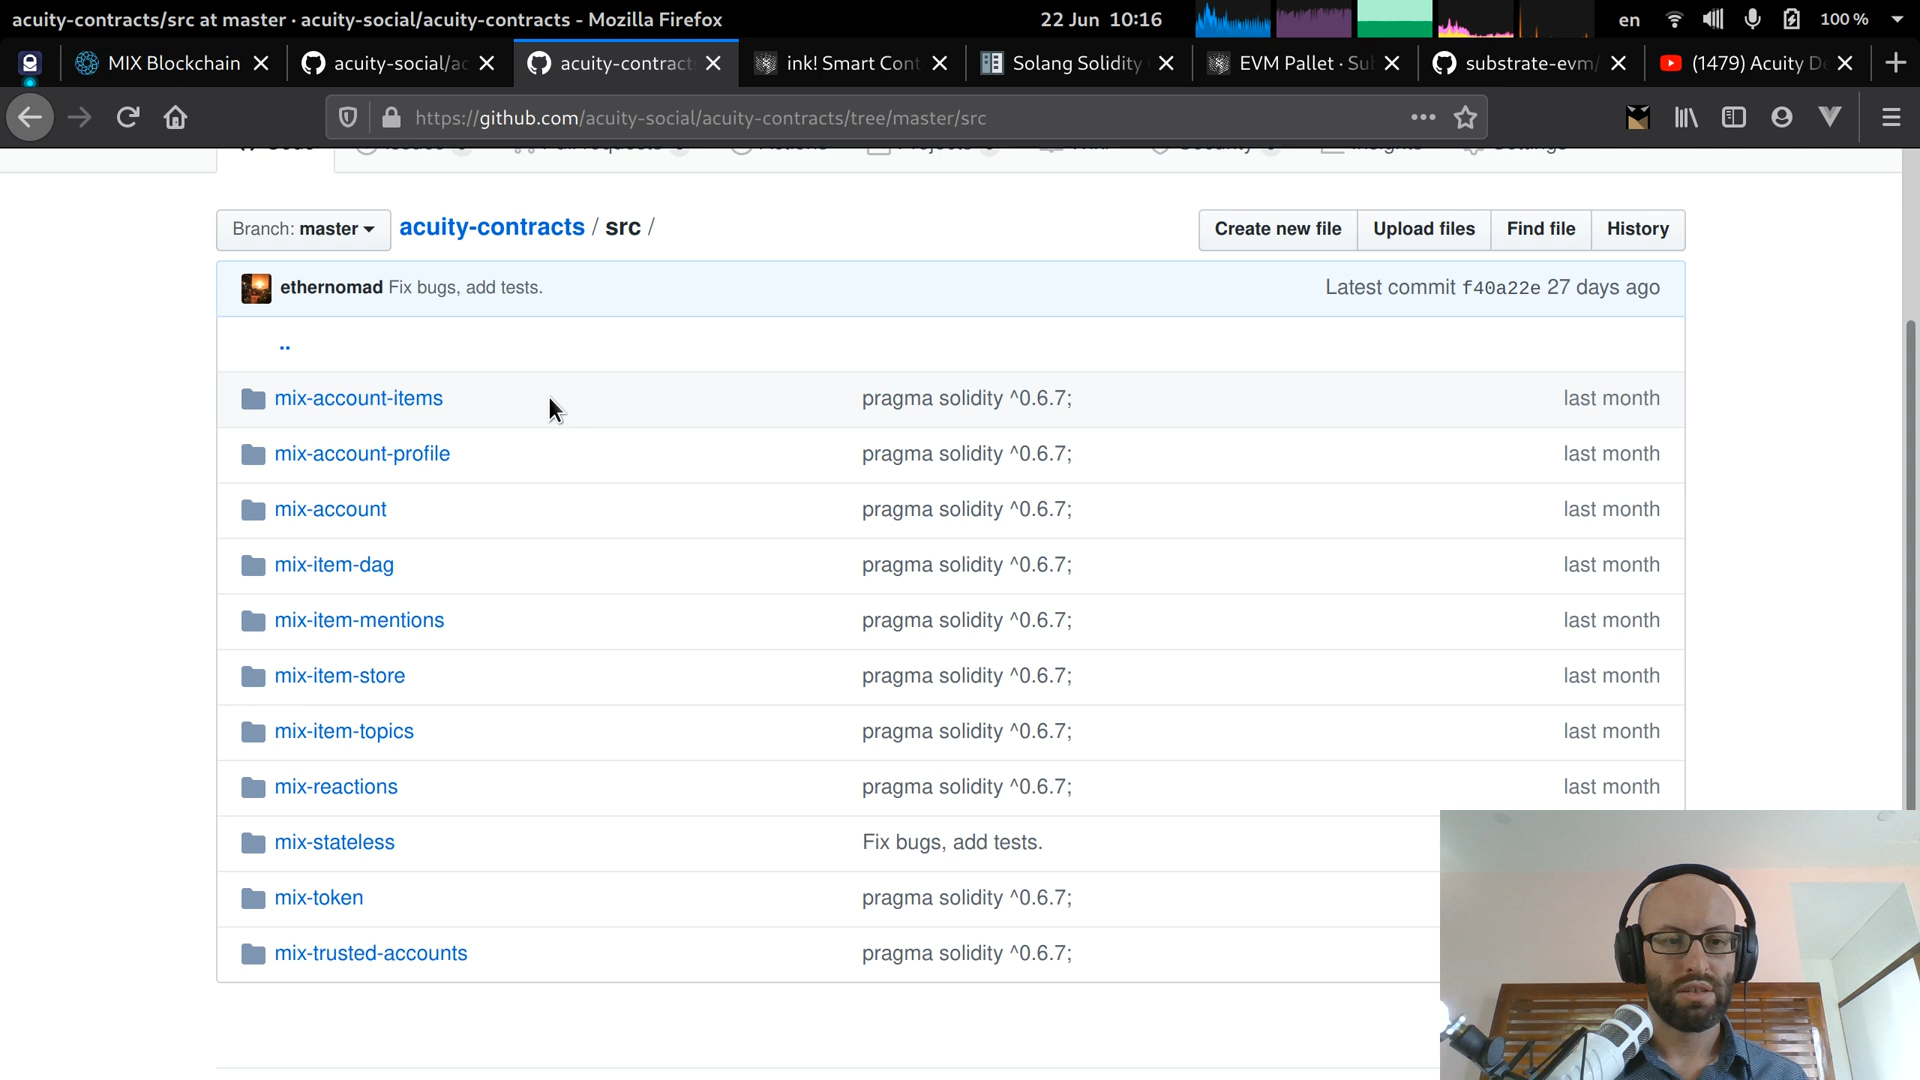 acuity-contracts/src at master · acuity-social/acuity-contracts - Mozilla Firefox
22 Jun 10:16
en
100 %
MIX Blockchain
acuity-social/ac
acuity-contract
ink! Smart Cont
Solang Solidity
EVM Pallet · Su
substrate-evm/
(1479) Acuity D
https://github.com/acuity-social/acuity-contracts/tree/master/src
Branch: master
acuity-contracts / src /
Create new file
Upload files
Find file
History
ethernomad Fix bugs, add tests.
Latest commit f40a22e 27 days ago
..
mix-account-items pragma solidity ^0.6.7; last month
mix-account-profile pragma solidity ^0.6.7; last month
mix-account pragma solidity ^0.6.7; last month
mix-item-dag pragma solidity ^0.6.7; last month
mix-item-mentions pragma solidity ^0.6.7; last month
mix-item-store pragma solidity ^0.6.7; last month
mix-item-topics pragma solidity ^0.6.7; last month
mix-reactions pragma solidity ^0.6.7; last month
mix-stateless Fix bugs, add tests.
mix-token pragma solidity ^0.6.7;
mix-trusted-accounts pragma solidity ^0.6.7;